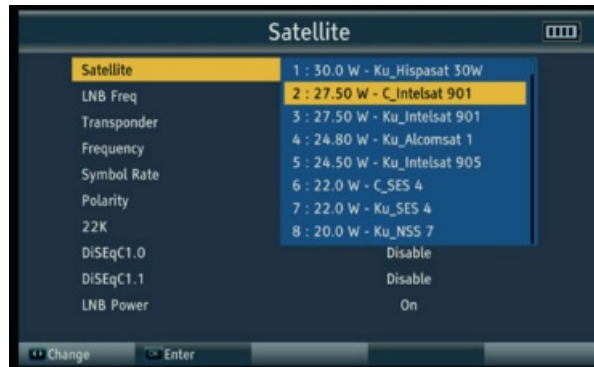 Satellite
Satellite
1 : 30.0 W - Ku_Hispasat 30W
LNB Freq
2 : 27.50 W - C_Intelsat 901
Transponder
3 : 27.50 W - Ku_Intelsat 901
Frequency
4 : 24.80 W - Ku_Alcomsat 1
5 : 24.50 W - Ku_Intelsat 905
Symbol Rate
6 : 22.0 W - C_SES 4
Polarity
7 : 22.0 W - Ku_SES 4
22K
8 : 20.0 W - Ku_NSS 7
DiSEqC1.0 Disable
DiSEqC1.1 Disable
LNB Power On
Change OK Enter